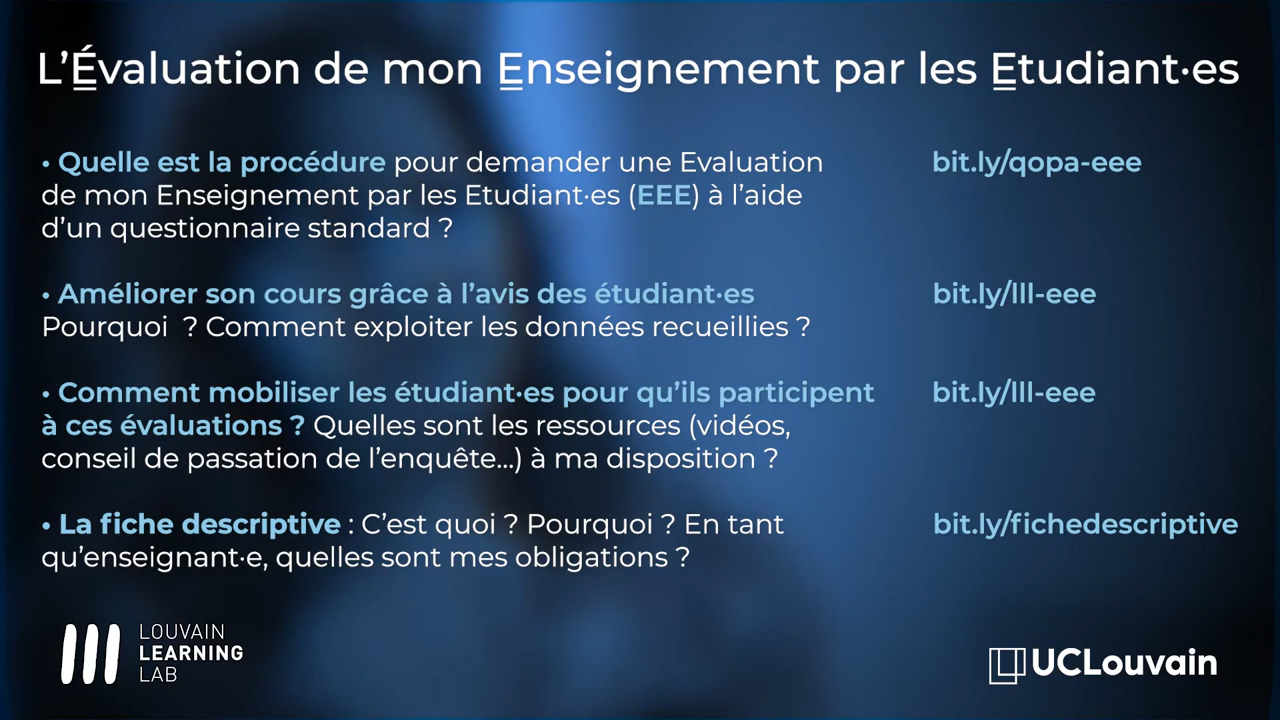 L’Évaluation de mon Enseignement par les Etudiant·es
• Quelle est la procédure pour demander une Evaluation
de mon Enseignement par les Etudiant·es (EEE) à l’aide
d’un questionnaire standard ?
bit.ly/qopa-eee
• Améliorer son cours grâce à l’avis des étudiant·es
Pourquoi  ? Comment exploiter les données recueillies ?
bit.ly/lll-eee
• Comment mobiliser les étudiant·es pour qu’ils participent
à ces évaluations ? Quelles sont les ressources (vidéos,
conseil de passation de l’enquête...) à ma disposition ?
bit.ly/lll-eee
• La fiche descriptive : C’est quoi ? Pourquoi ? En tant
qu’enseignant·e, quelles sont mes obligations ?
bit.ly/fichedescriptive
LOUVAIN
LEARNING
LAB
UCLouvain